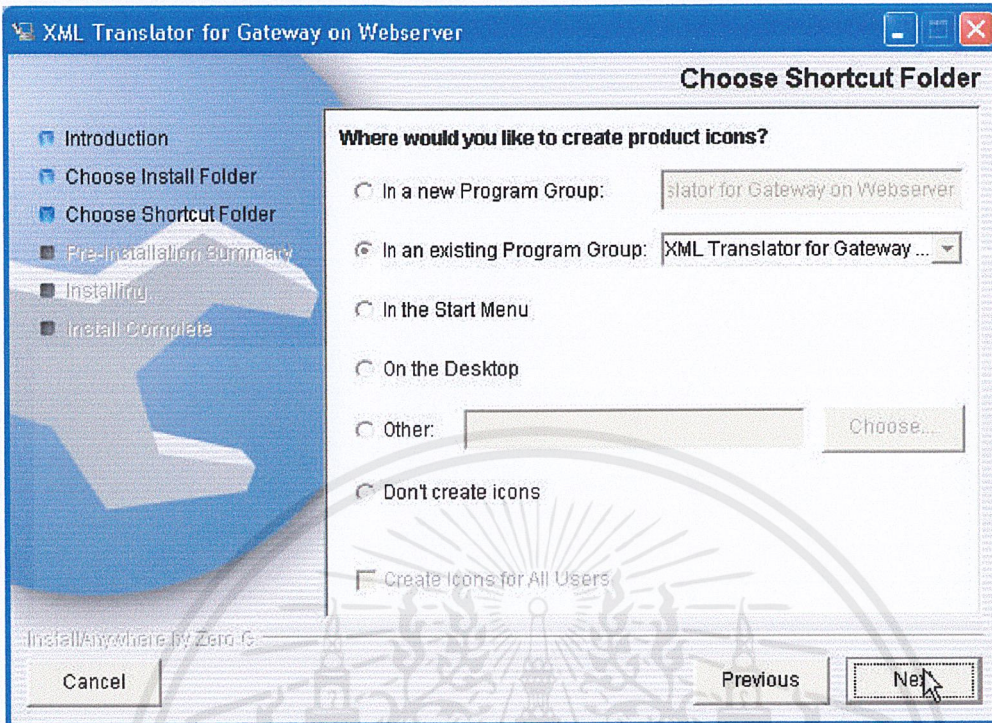 XML Translator for Gateway on Webserver
Choose Shortcut Folder
Introduction
Choose Install Folder
Choose Shortcut Folder
Pre-Installation Summary
Installing...
Install Complete
Where would you like to create product icons?
In a new Program Group: slator for Gateway on Webserver
In an existing Program Group: XML Translator for Gateway ...
In the Start Menu
On the Desktop
Other: Choose...
Don't create icons
Create Icons for All Users
InstallAnywhere by Zero G
Cancel Previous Next